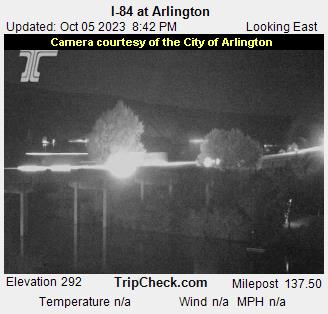 I-84 at Arlington
Updated: Oct 05 2023 8:42 PM Looking East
Camera courtesy of the City of Arlington
Elevation 292 TripCheck.com Milepost 137.50
Temperature n/a Wind n/a MPH n/a